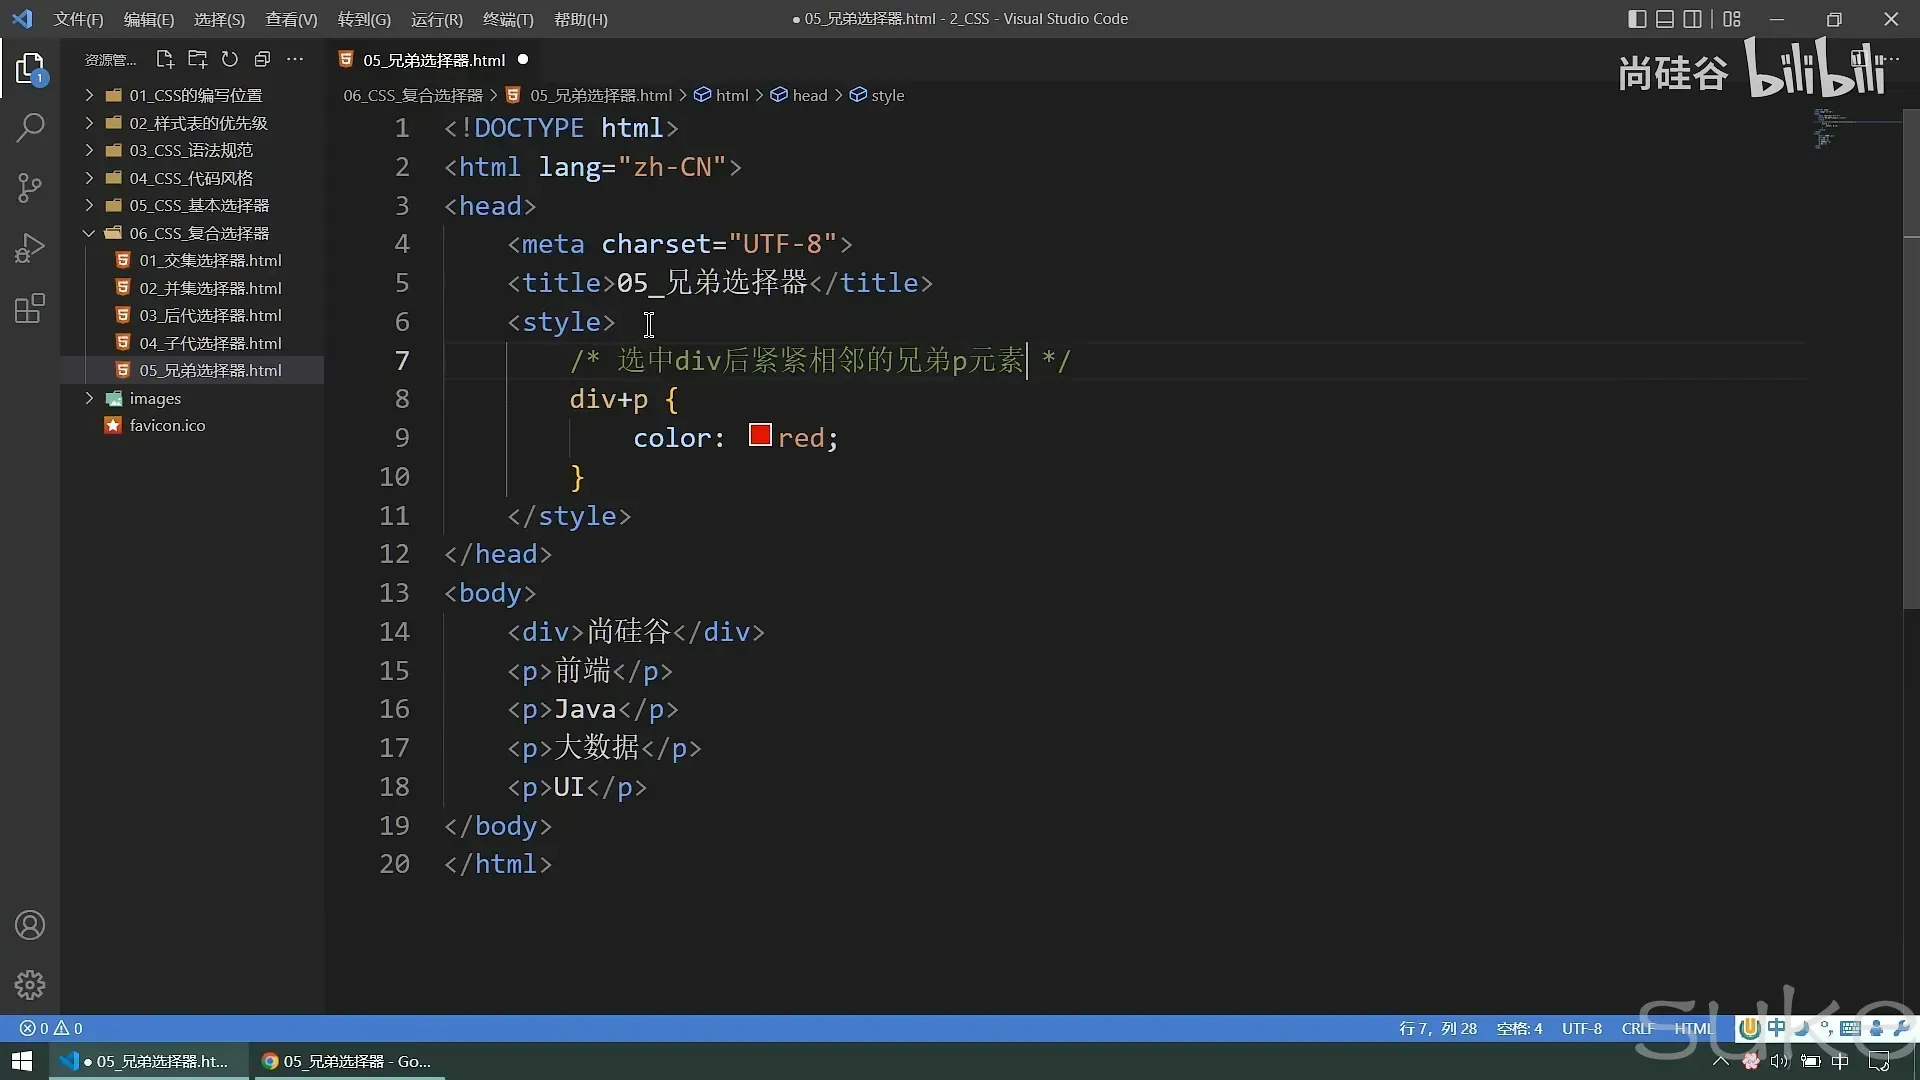 文件(F) 编辑(E) 选择(S) 查看(V) 转到(G) 运行(R) 终端(T) 帮助(H) ● 05_兄弟选择器.html - 2_CSS - Visual Studio Code
资源管... 05_兄弟选择器.html
尚硅谷 bilibili
06_CSS_复合选择器 > 05_兄弟选择器.html > html > head > style
1
01_CSS的编写位置
02_样式表的优先级
03_CSS_语法规范
04_CSS_代码风格
05_CSS_基本选择器
06_CSS_复合选择器
01_交集选择器.html
02_并集选择器.html
03_后代选择器.html
04_子代选择器.html
05_兄弟选择器.html
images
favicon.ico
1 <!DOCTYPE html>
2 <html lang="zh-CN">
3 <head>
4 <meta charset="UTF-8">
5 <title>05_兄弟选择器</title>
6 <style>
7 /* 选中div后紧紧相邻的兄弟p元素 */
8 div+p {
9 color: red;
10 }
11 </style>
12 </head>
13 <body>
14 <div>尚硅谷</div>
15 <p>前端</p>
16 <p>Java</p>
17 <p>大数据</p>
18 <p>UI</p>
19 </body>
20 </html>
0 0 行 7，列 28 空格: 4 UTF-8 CRLF HTML 中
suke
● 05_兄弟选择器.ht... 05_兄弟选择器 - Go... 中